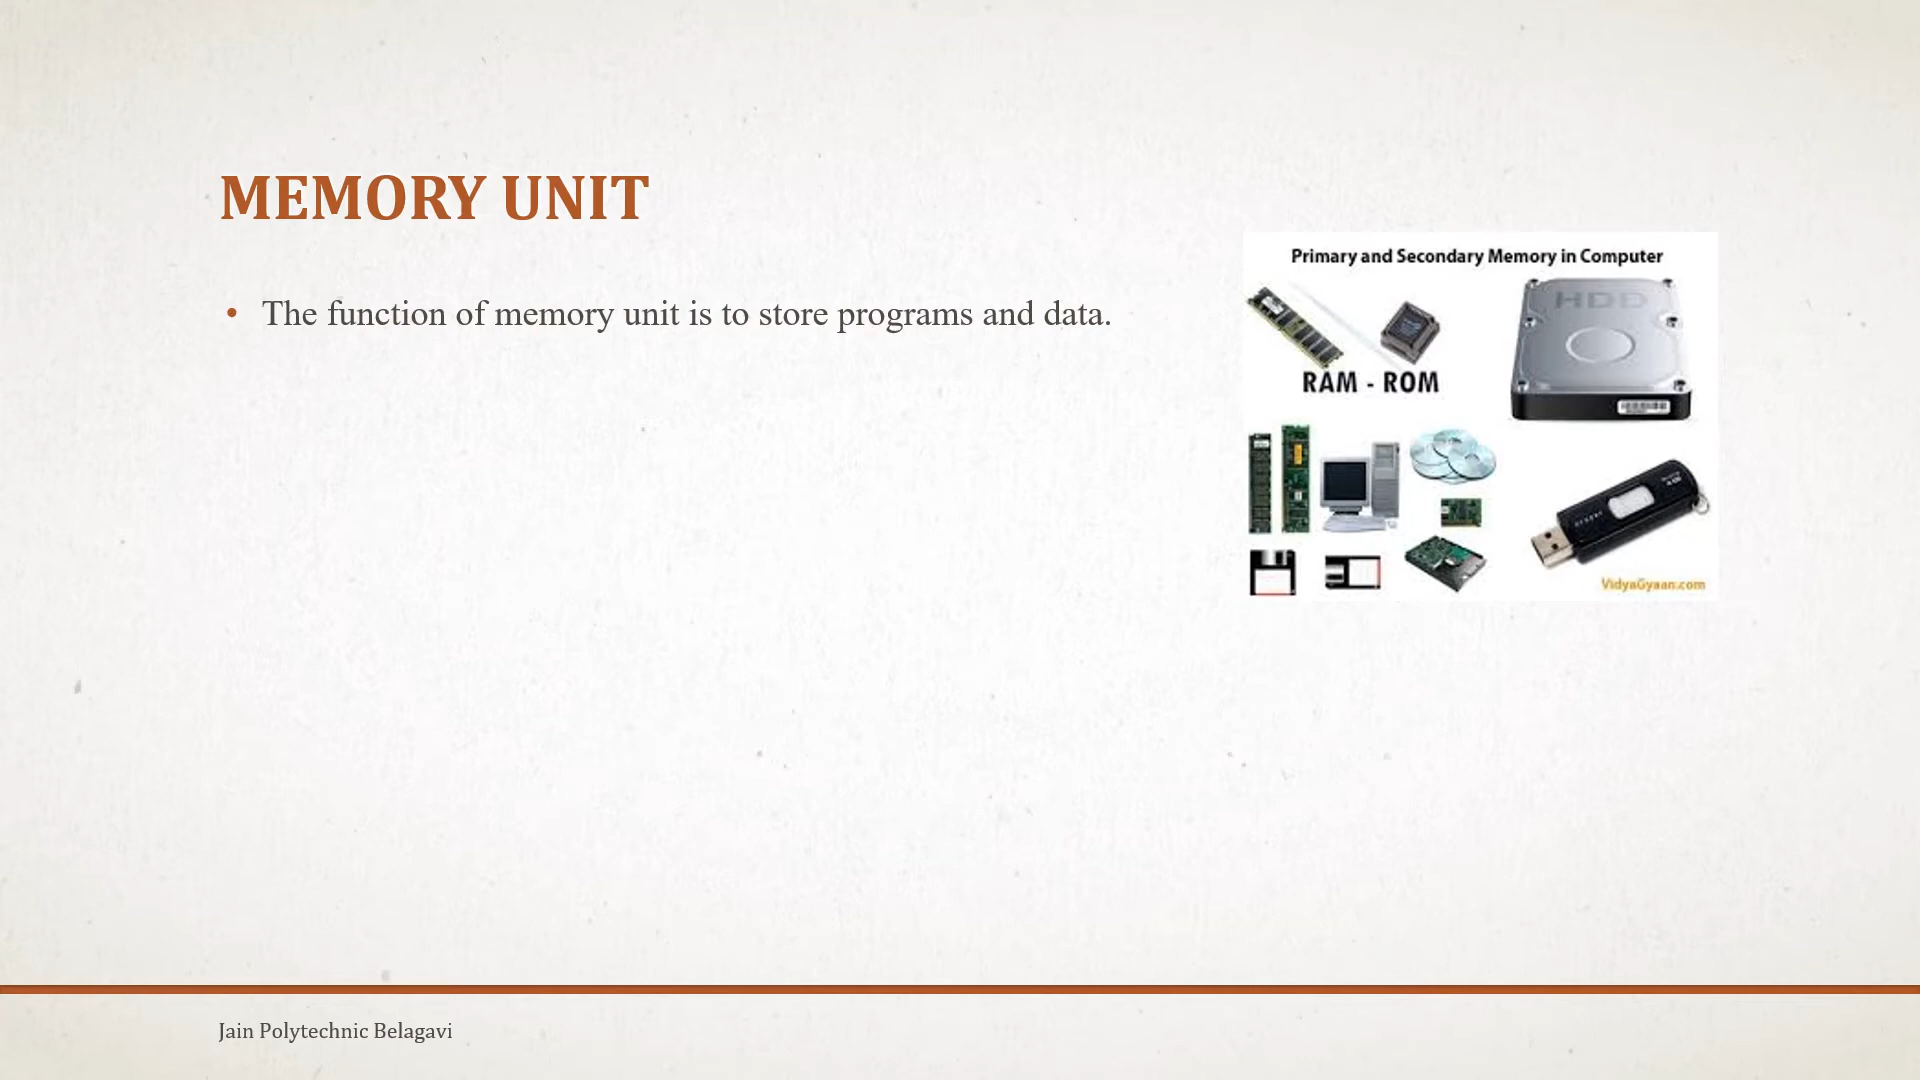 MEMORY UNIT
• The function of memory unit is to store programs and data.
Primary and Secondary Memory in Computer
HDD
RAM - ROM
VidyaGyaan.com
Jain Polytechnic Belagavi